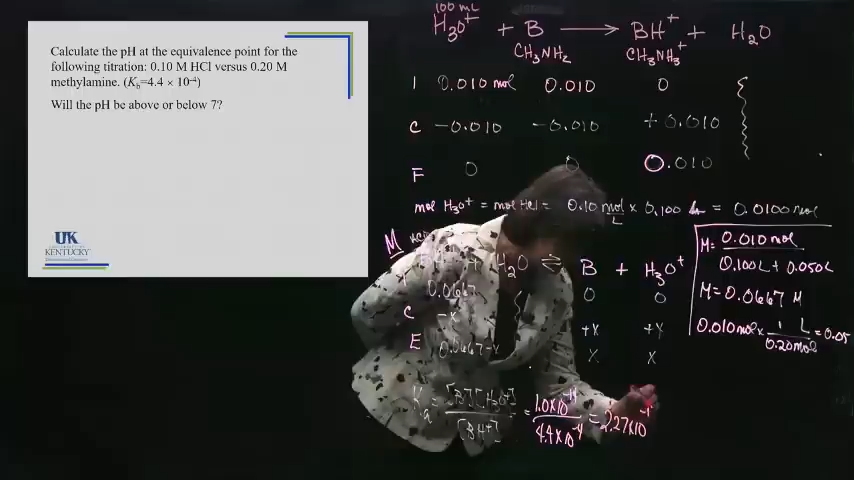 Calculate the pH at the equivalence point for the
following titration: 0.10 M HCl versus 0.20 M
methylamine. (Kb=4.4 × 10⁻⁴)
Will the pH be above or below 7?
UK
KENTUCKY
100 mL
H₃O⁺ + B ⟶ BH⁺ + H₂O
CH₃NH₂ CH₃NH₃⁺
I 0.010 mol 0.010 0
C −0.010 −0.010 +0.010
F 0 0 0.010
mol H₃O⁺ = mol HCl = 0.10 mol/L × 0.100 L = 0.0100 mol
M = 0.010 mol / 0.100L + 0.050L
M = 0.0667 M
0.010 mol × 1 L / 0.20 mol = 0.05
M
+ H₂O ⇌ B + H₃O⁺
0.0667 0 0
C −x +x +x
E 0.0667−x x x
Ka = [B][H₃O⁺] / [BH⁺] = 1.0×10⁻¹⁴ / 4.4×10⁻⁴ = 2.27×10